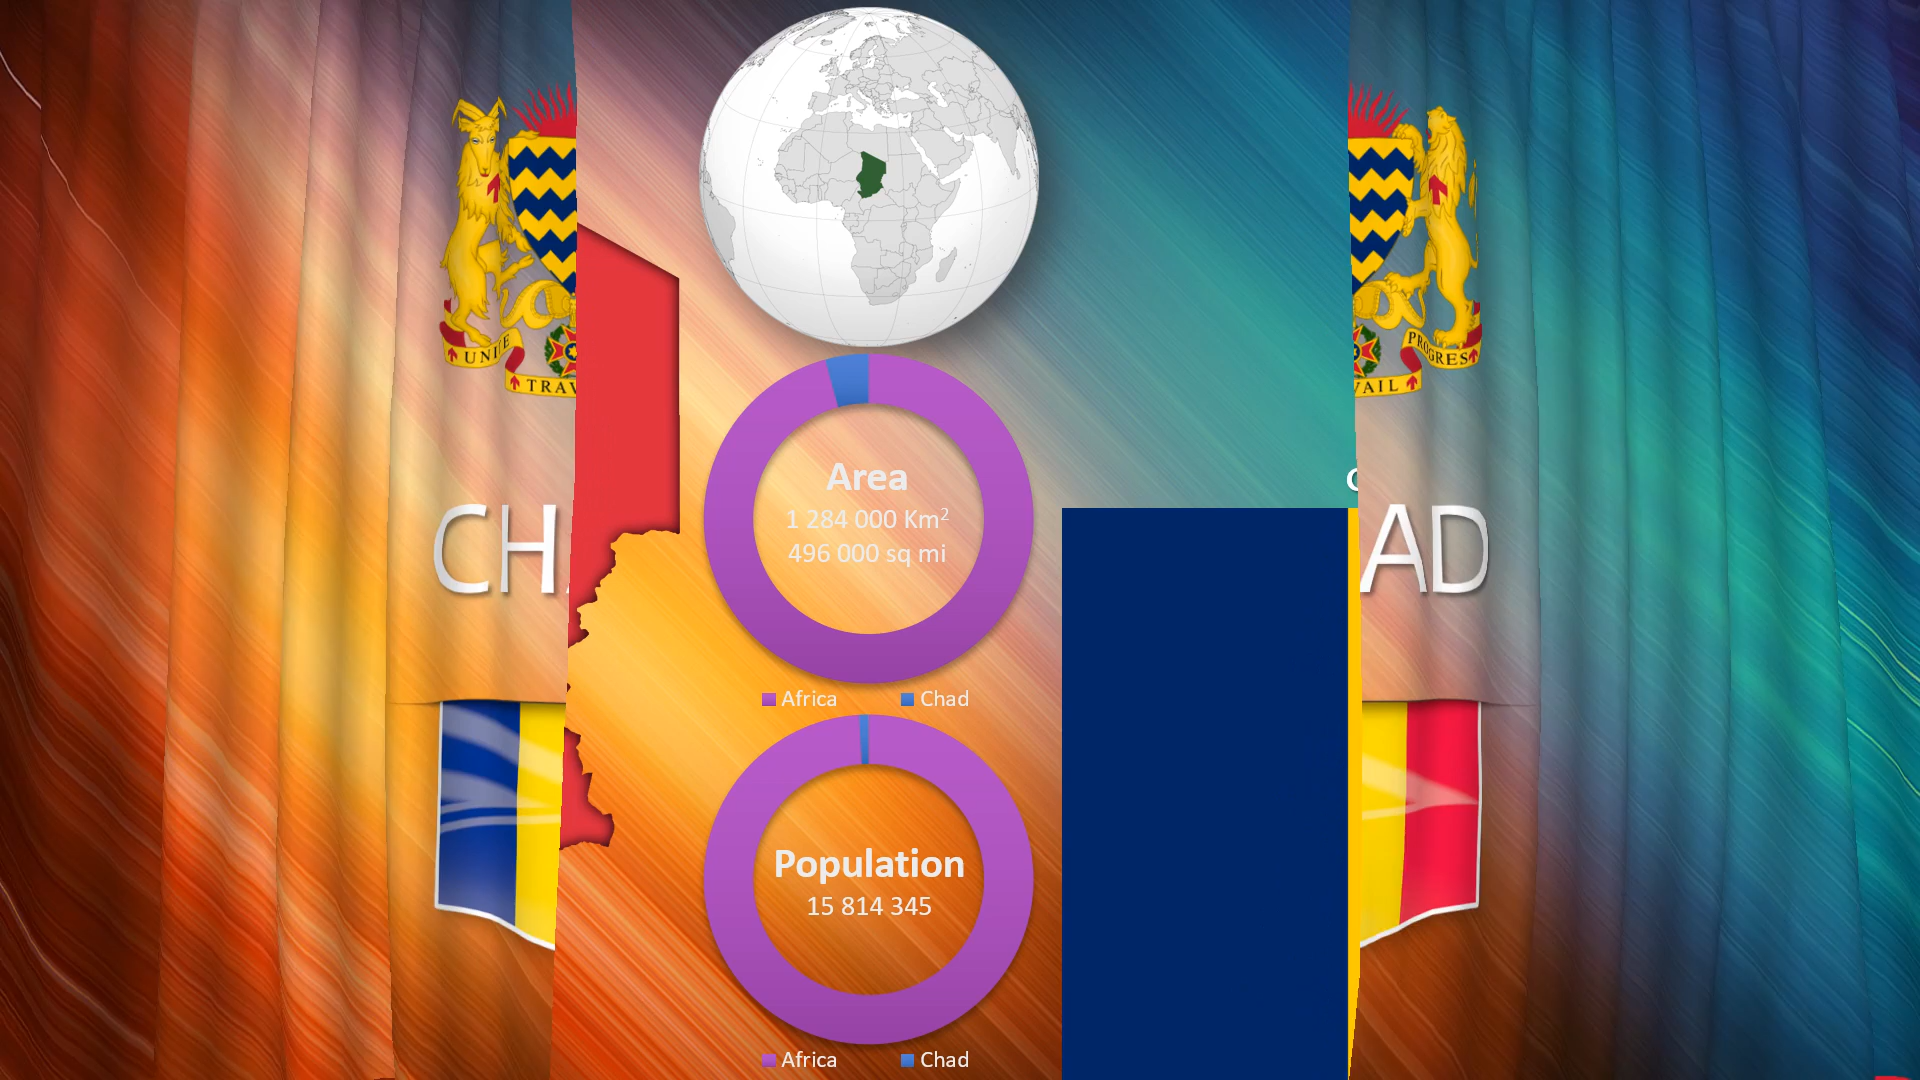 UNITE
TRAV
PROGRES
VAIL
CH
AD
Area
1 284 000 Km²
496 000 sq mi
Africa
Chad
Population
15 814 345
Africa
Chad